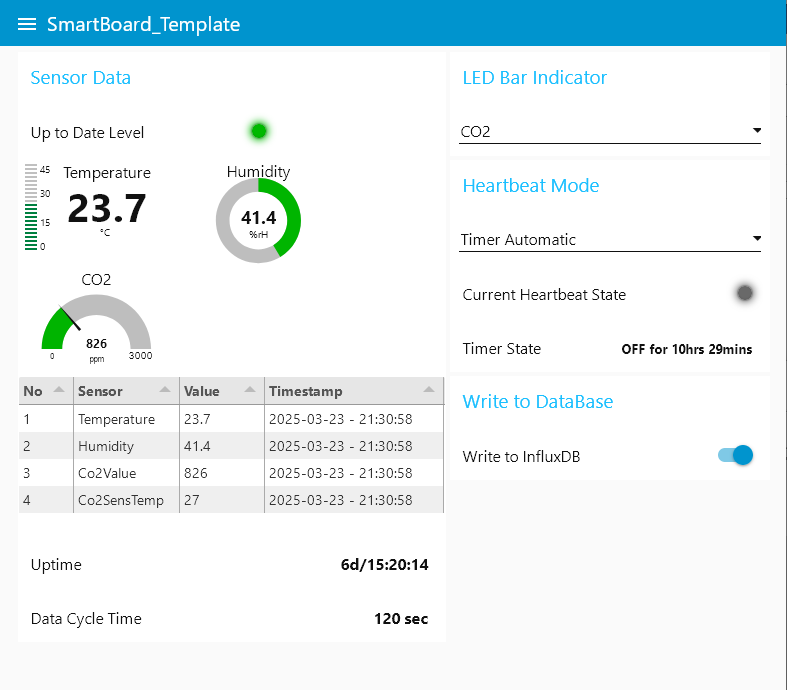 SmartBoard_Template
Sensor Data
Up to Date Level
Temperature
45
30
15
0
23.7
°C
Humidity
41.4
%rH
CO2
826
0
ppm
3000
No Sensor Value Timestamp
1 Temperature 23.7 2025-03-23 - 21:30:58
2 Humidity 41.4 2025-03-23 - 21:30:58
3 Co2Value 826 2025-03-23 - 21:30:58
4 Co2SensTemp 27 2025-03-23 - 21:30:58
Uptime 6d/15:20:14
Data Cycle Time 120 sec
LED Bar Indicator
CO2
Heartbeat Mode
Timer Automatic
Current Heartbeat State
Timer State OFF for 10hrs 29mins
Write to DataBase
Write to InfluxDB